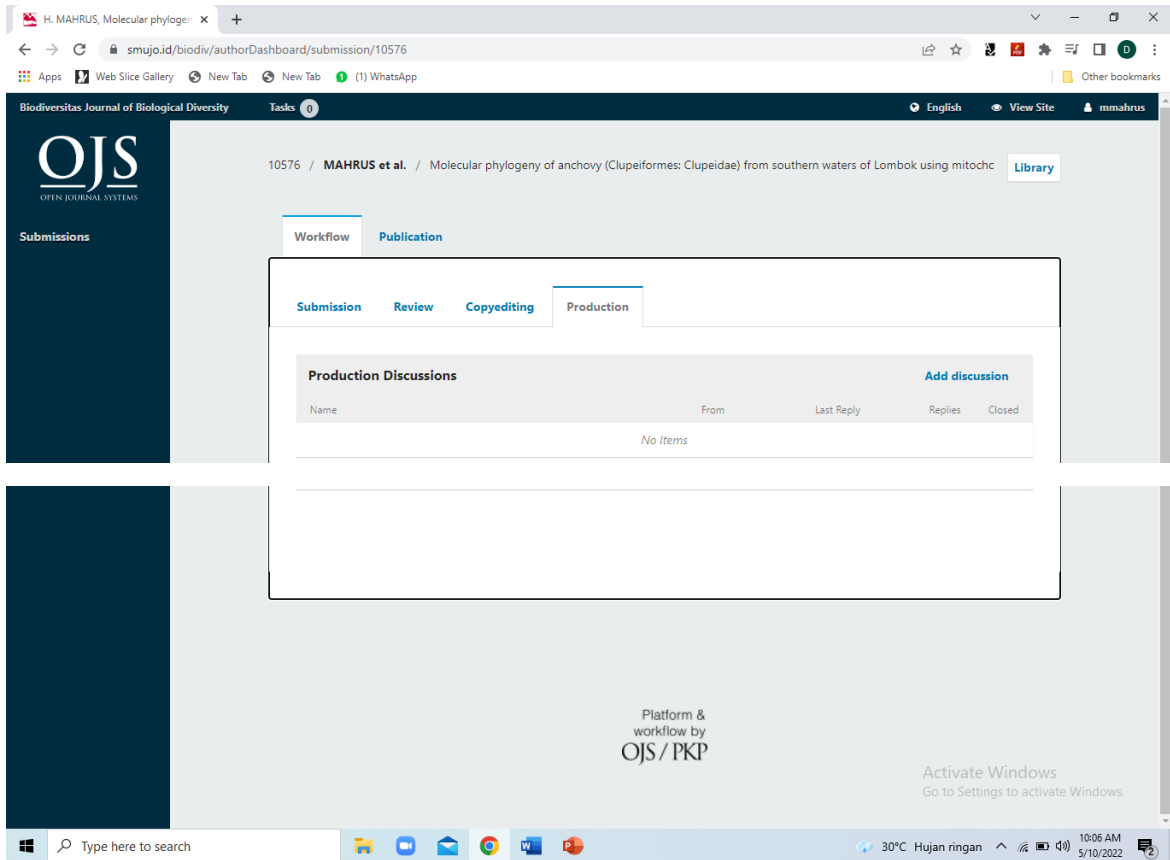 H. MAHRUS, Molecular phylogen
smujo.id/biodiv/authorDashboard/submission/10576
PDF
D
Apps Web Slice Gallery New Tab New Tab 1 (1) WhatsApp Other bookmarks
Biodiversitas Journal of Biological Diversity Tasks 0 English View Site mmahrus
OJS
OPEN JOURNAL SYSTEMS
Submissions
10576 / MAHRUS et al. / Molecular phylogeny of anchovy (Clupeiformes: Clupeidae) from southern waters of Lombok using mitochc Library
Workflow Publication
Submission Review Copyediting Production
Production Discussions Add discussion
Name From Last Reply Replies Closed
No Items
Platform &
workflow by
OJS / PKP
Activate Windows
Go to Settings to activate Windows.
Type here to search 30°C Hujan ringan 10:06 AM
5/10/2022 2